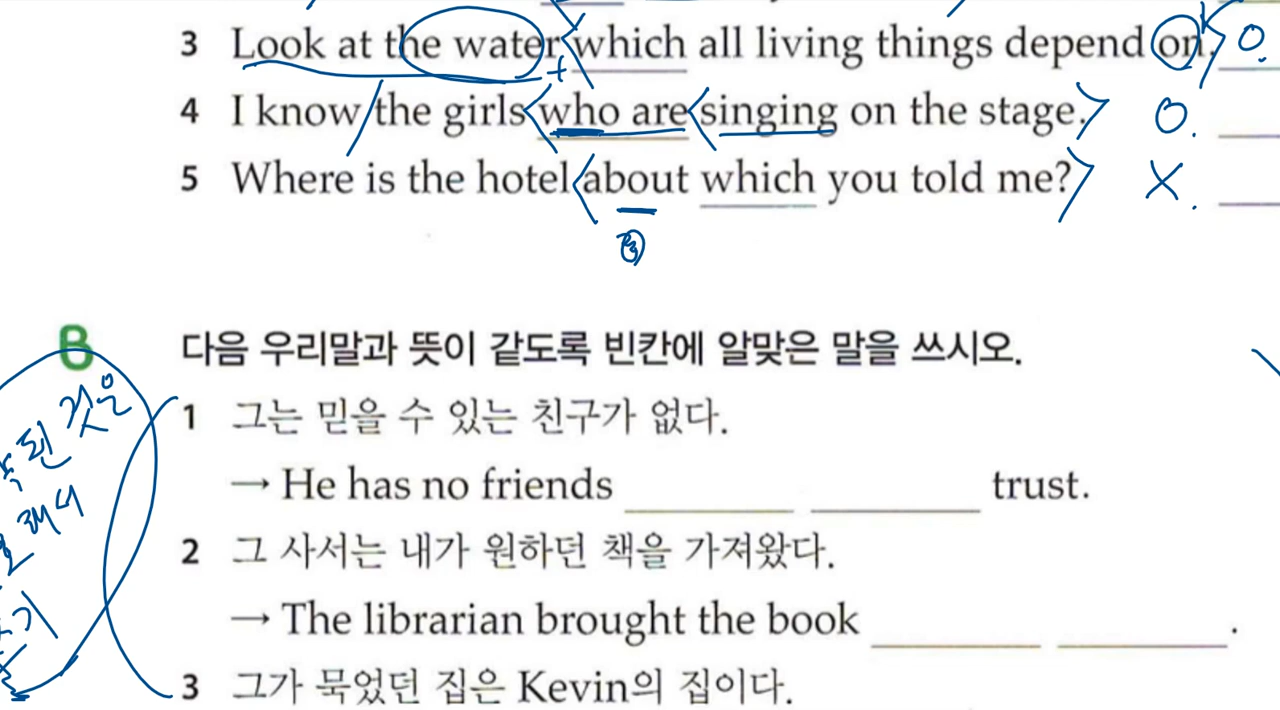 3 Look at the water which all living things depend on. O.
4 I know the girls who are singing on the stage. O.
5 Where is the hotel about which you told me? X.
B 다음 우리말과 뜻이 같도록 빈칸에 알맞은 말을 쓰시오.
1 그는 믿을 수 있는 친구가 없다.
→ He has no friends trust.
2 그 사서는 내가 원하던 책을 가져왔다.
→ The librarian brought the book .
3 그가 묵었던 집은 Kevin의 집이다.